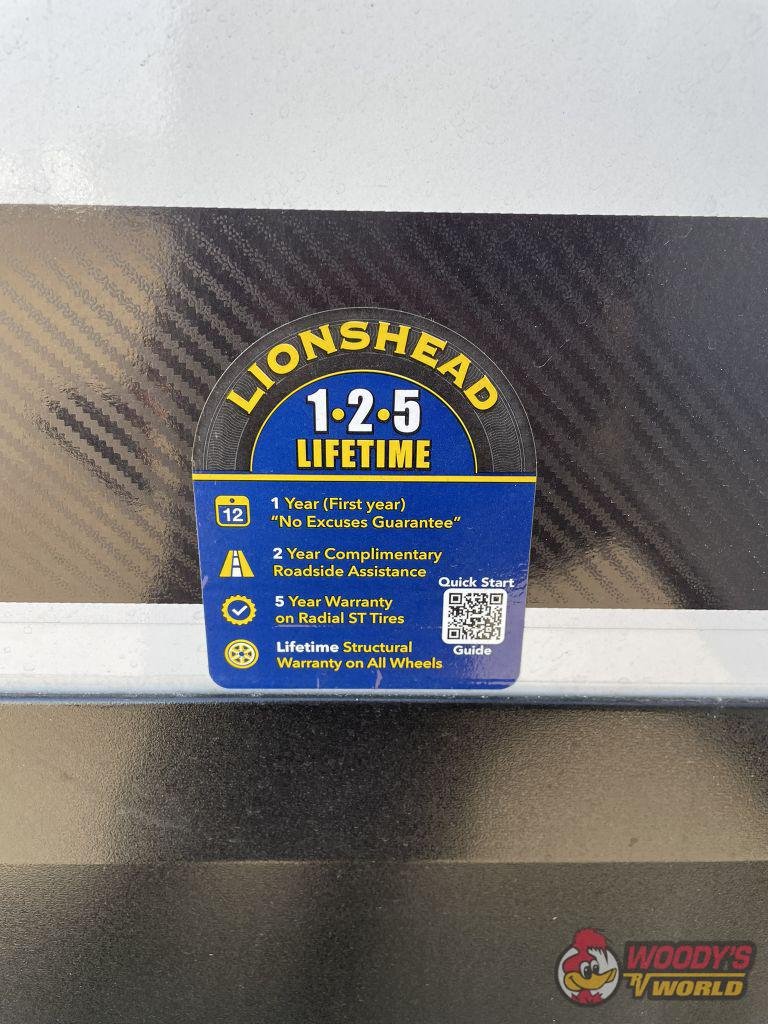 LIONSHEAD
1•2•5
LIFETIME
12
1 Year (First year)
"No Excuses Guarantee"
2 Year Complimentary
Roadside Assistance
5 Year Warranty
on Radial ST Tires
Lifetime Structural
Warranty on All Wheels
Quick Start
Guide
WOODY'S
RV WORLD